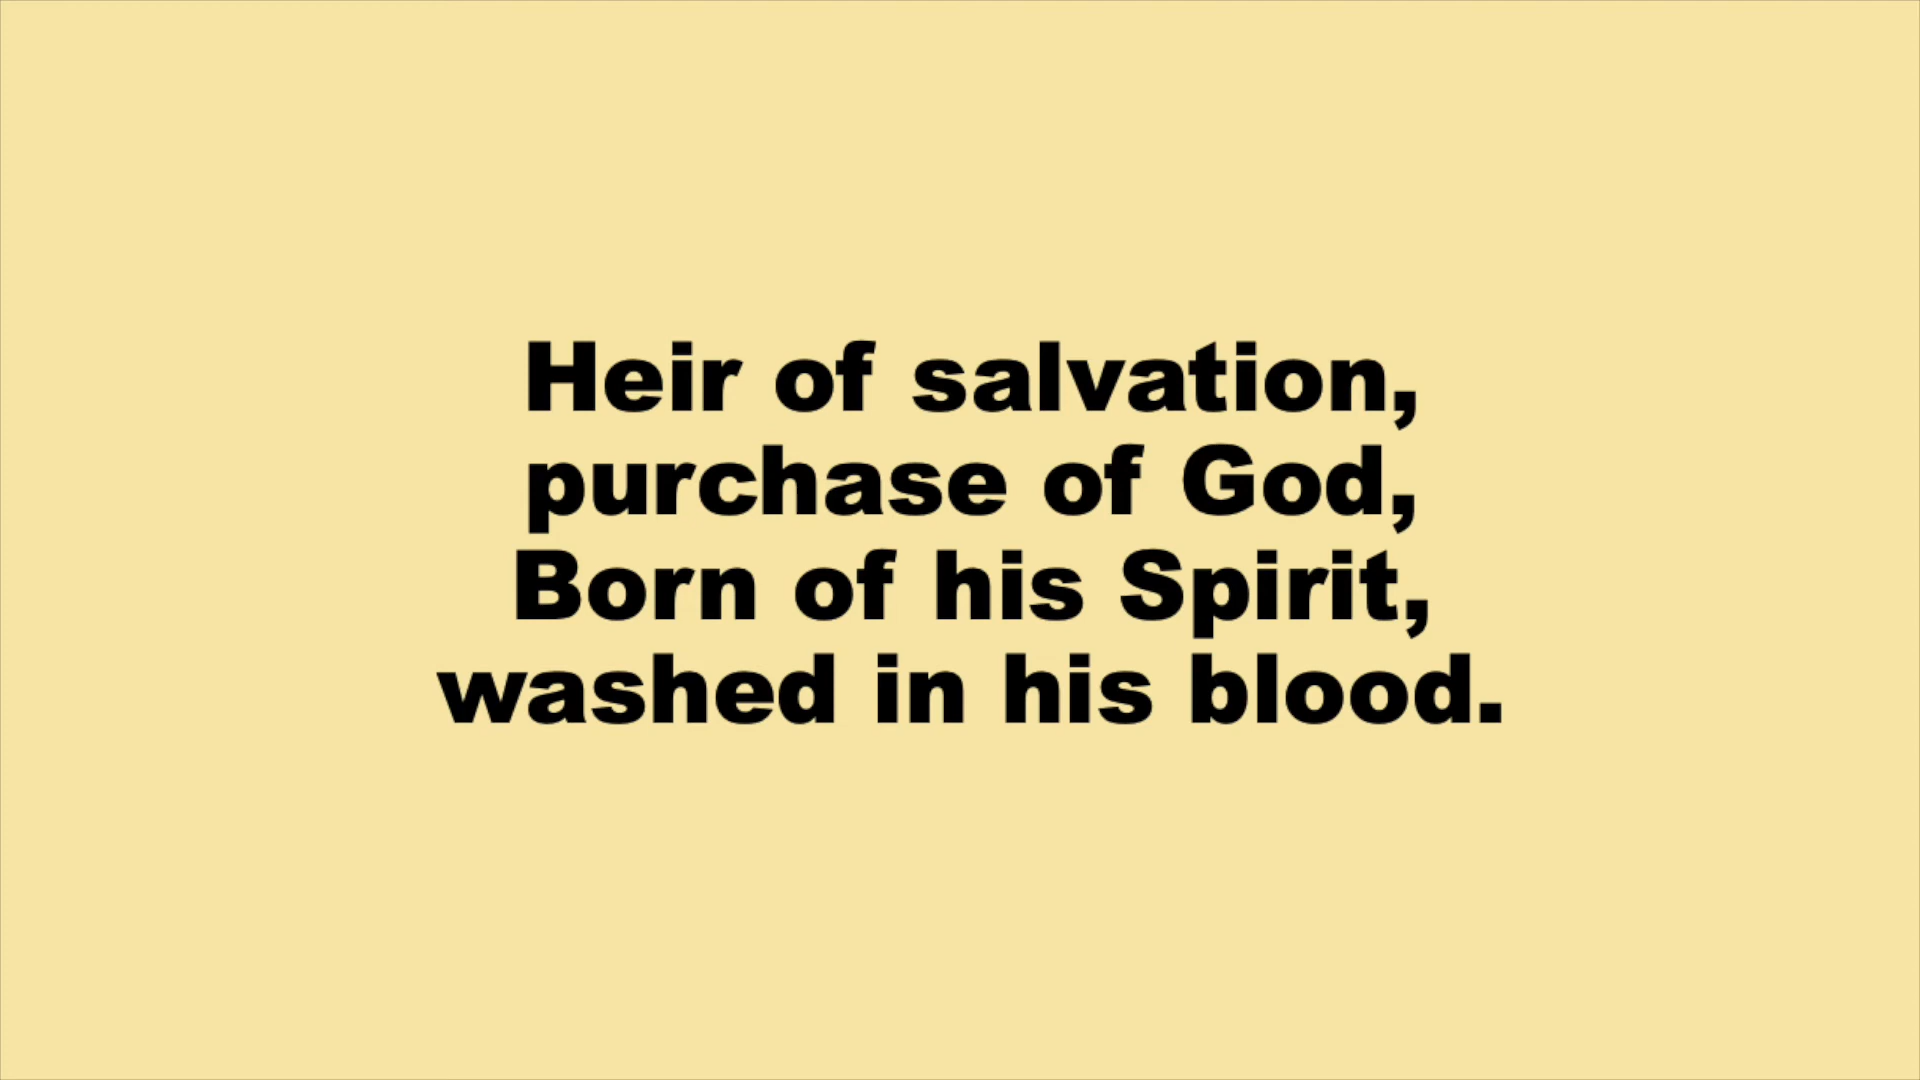 Heir of salvation,
purchase of God,
Born of his Spirit,
washed in his blood.